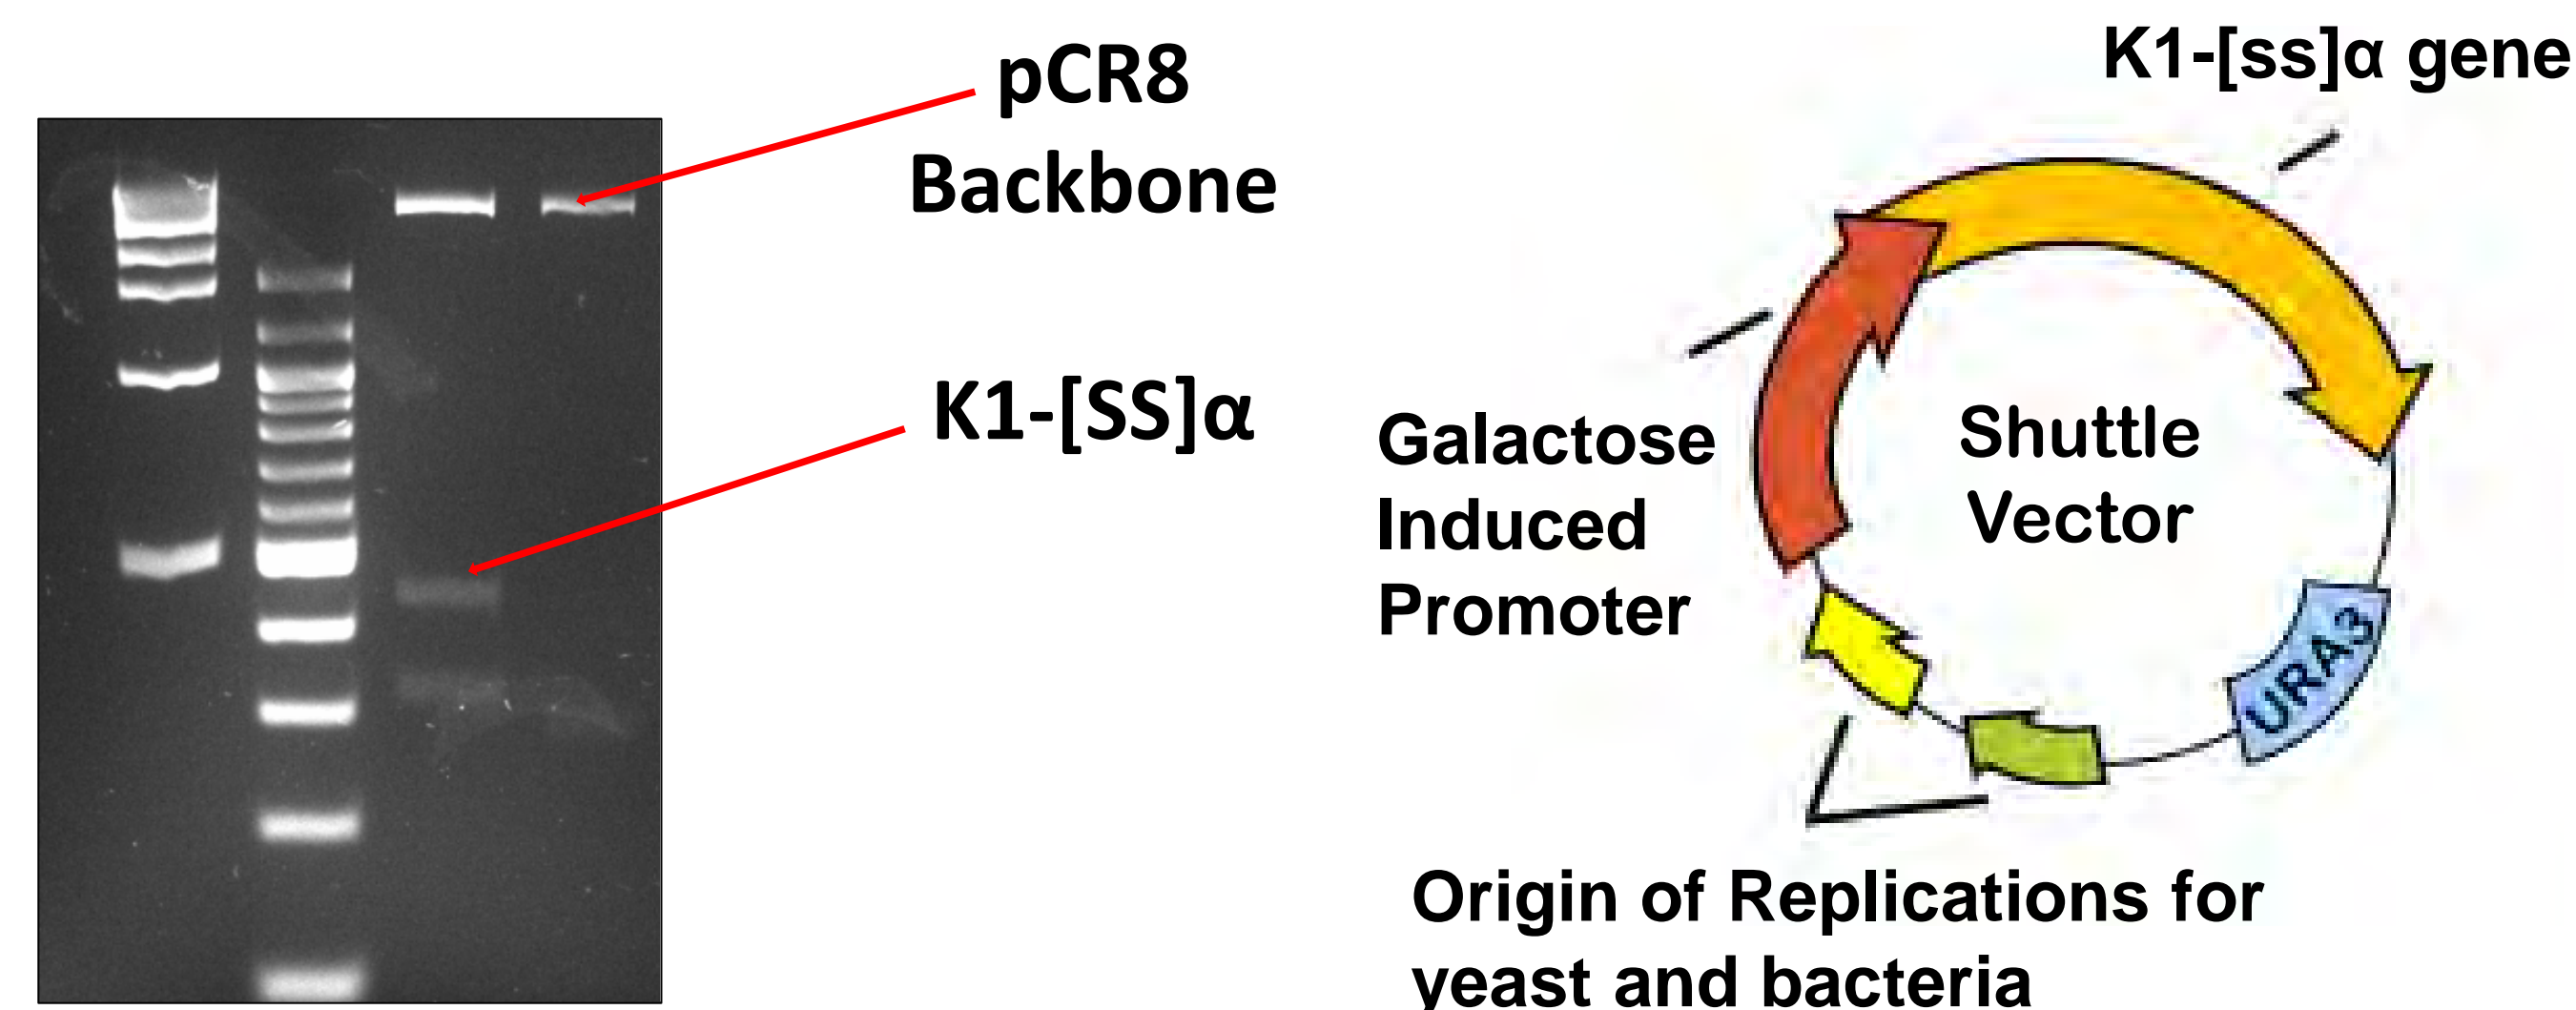 pCR8
Backbone
K1-[SS]α
K1-[ss]α gene
Galactose
Induced
Promoter
Shuttle
Vector
URA3
Origin of Replications for
yeast and bacteria